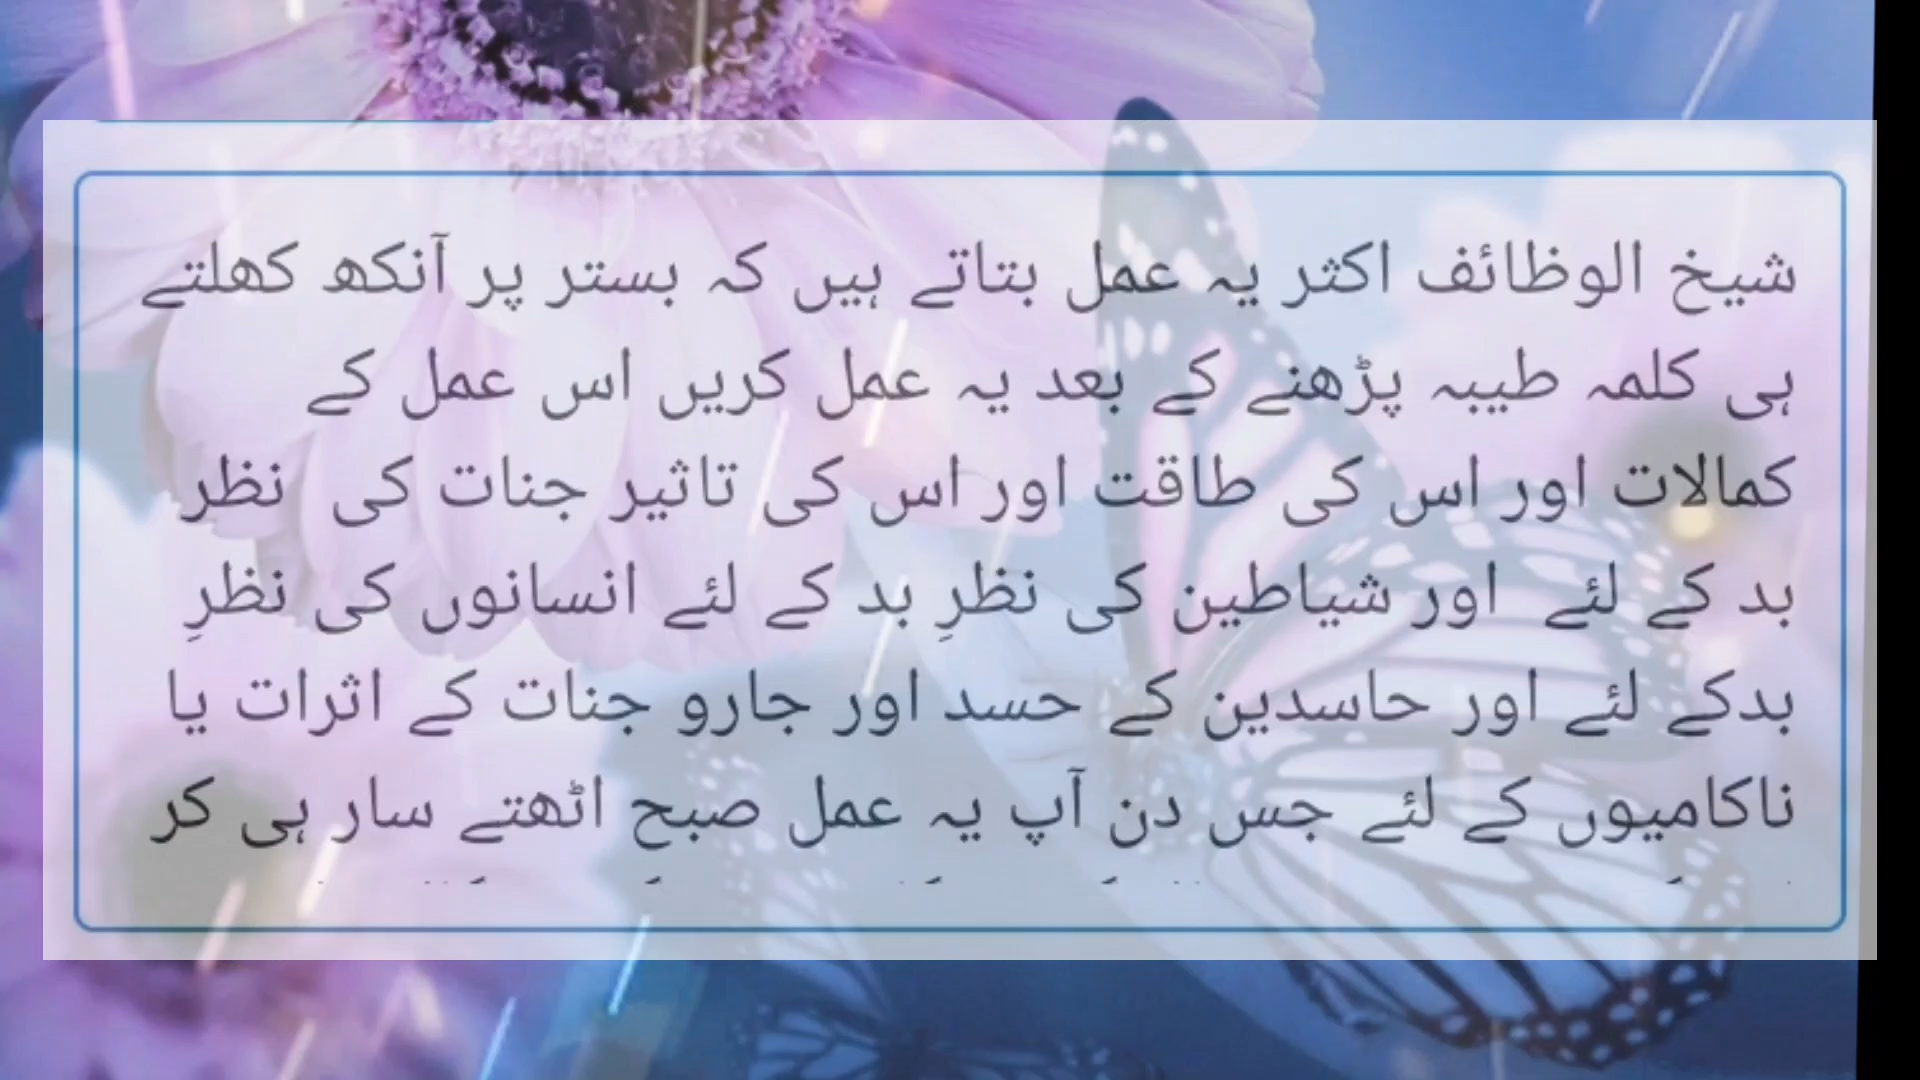 شیخ الوظائف اکثر یہ عمل بتاتے ہیں کہ بستر پر آنکھ کھلتے
ہی کلمہ طیبہ پڑھنے کے بعد یہ عمل کریں اس عمل کے
کمالات اور اس کی طاقت اور اس کی تاثیر جنات کی نظر
بد کے لئے اور شیاطین کی نظرِ بد کے لئے انسانوں کی نظرِ
بدکے لئے اور حاسدین کے حسد اور جارو جنات کے اثرات یا
ناکامیوں کے لئے جس دن آپ یہ عمل صبح اٹھتے سار ہی کر